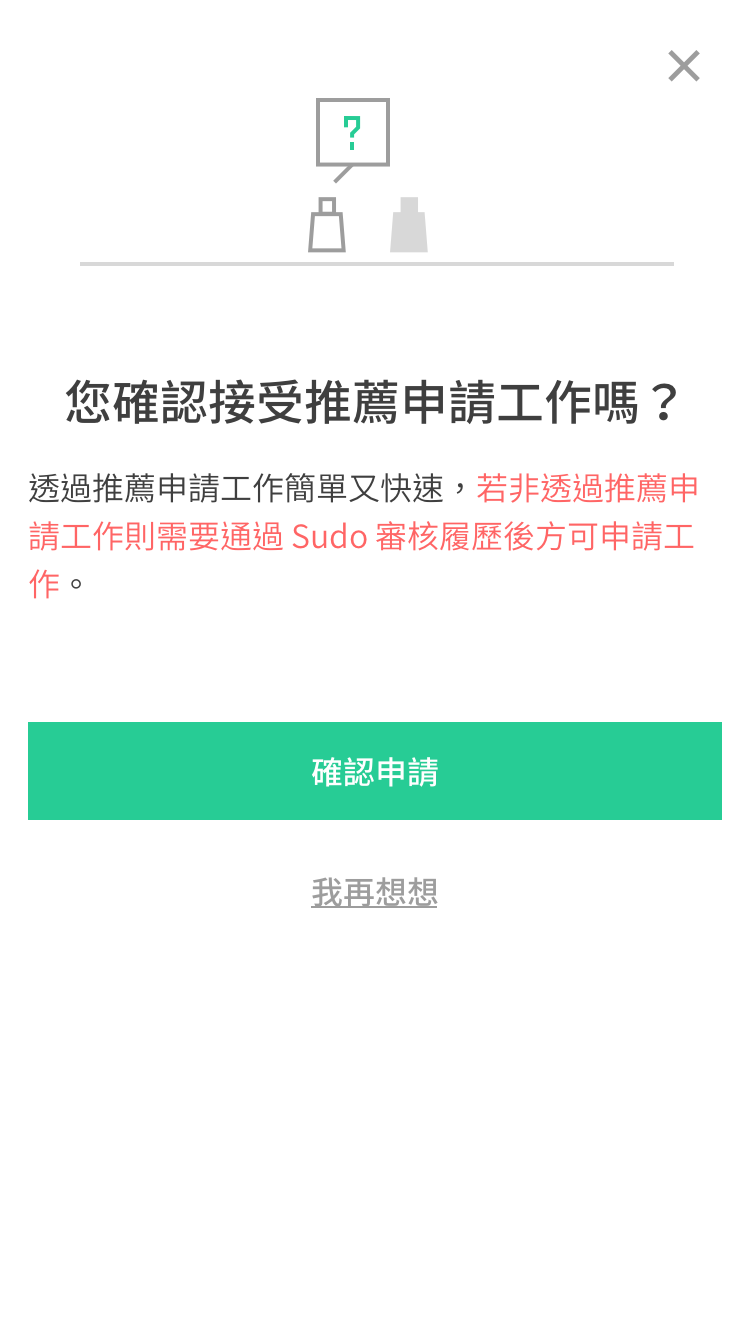 ?
您確認接受推薦申請工作嗎？
透過推薦申請工作簡單又快速，若非透過推薦申
請工作則需要通過 Sudo 審核履歷後方可申請工
作。
確認申請
我再想想